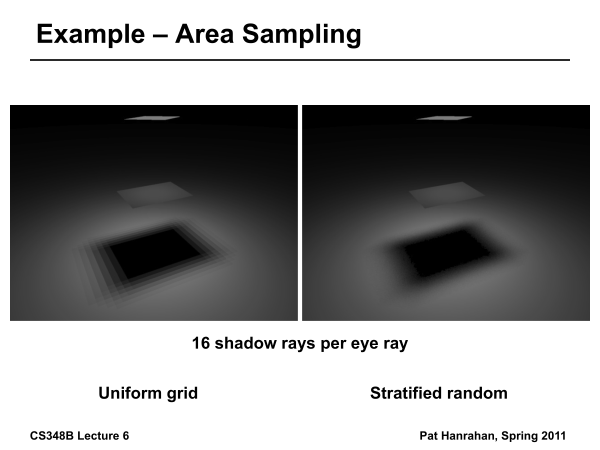 Example – Area Sampling
16 shadow rays per eye ray
Uniform grid
Stratified random
CS348B Lecture 6
Pat Hanrahan, Spring 2011